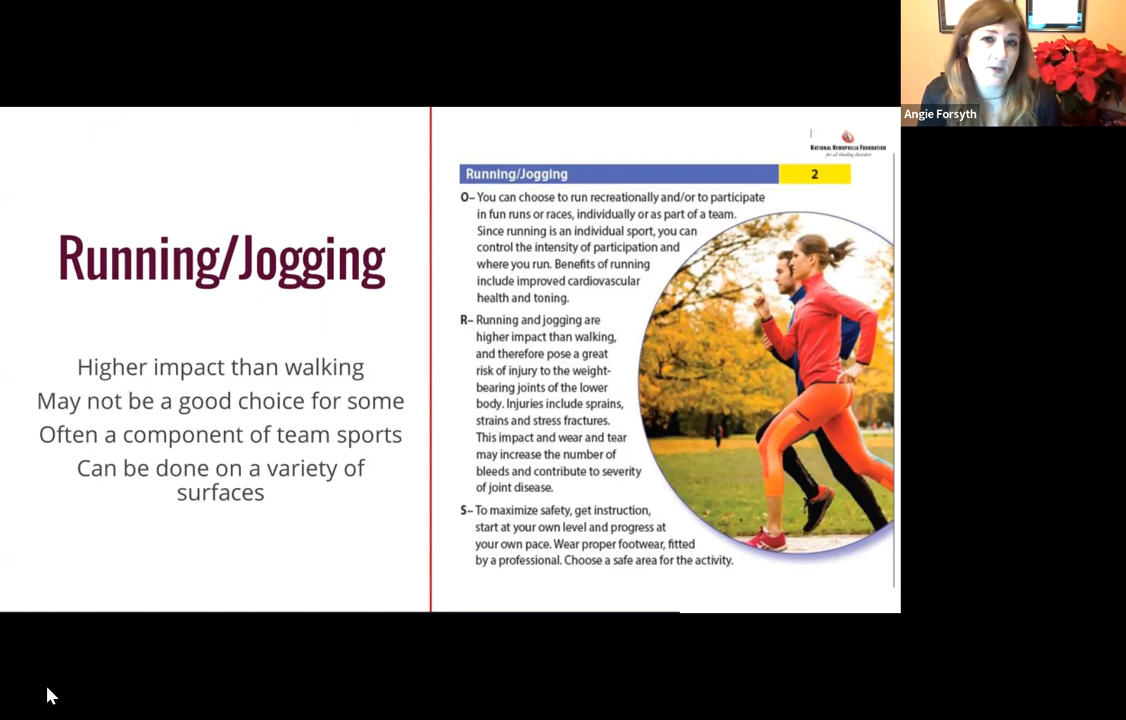 Angie Forsyth
NATIONAL HEMOPHILIA FOUNDATION
for all bleeding disorders
Running/Jogging
Higher impact than walking
May not be a good choice for some
Often a component of team sports
Can be done on a variety of
surfaces
Running/Jogging 2
O– You can choose to run recreationally and/or to participate
in fun runs or races, individually or as part of a team.
Since running is an individual sport, you can
control the intensity of participation and
where you run. Benefits of running
include improved cardiovascular
health and toning.
R– Running and jogging are
higher impact than walking,
and therefore pose a great
risk of injury to the weight-
bearing joints of the lower
body. Injuries include sprains,
strains and stress fractures.
This impact and wear and tear
may increase the number of
bleeds and contribute to severity
of joint disease.
S– To maximize safety, get instruction,
start at your own level and progress at
your own pace. Wear proper footwear, fitted
by a professional. Choose a safe area for the activity.